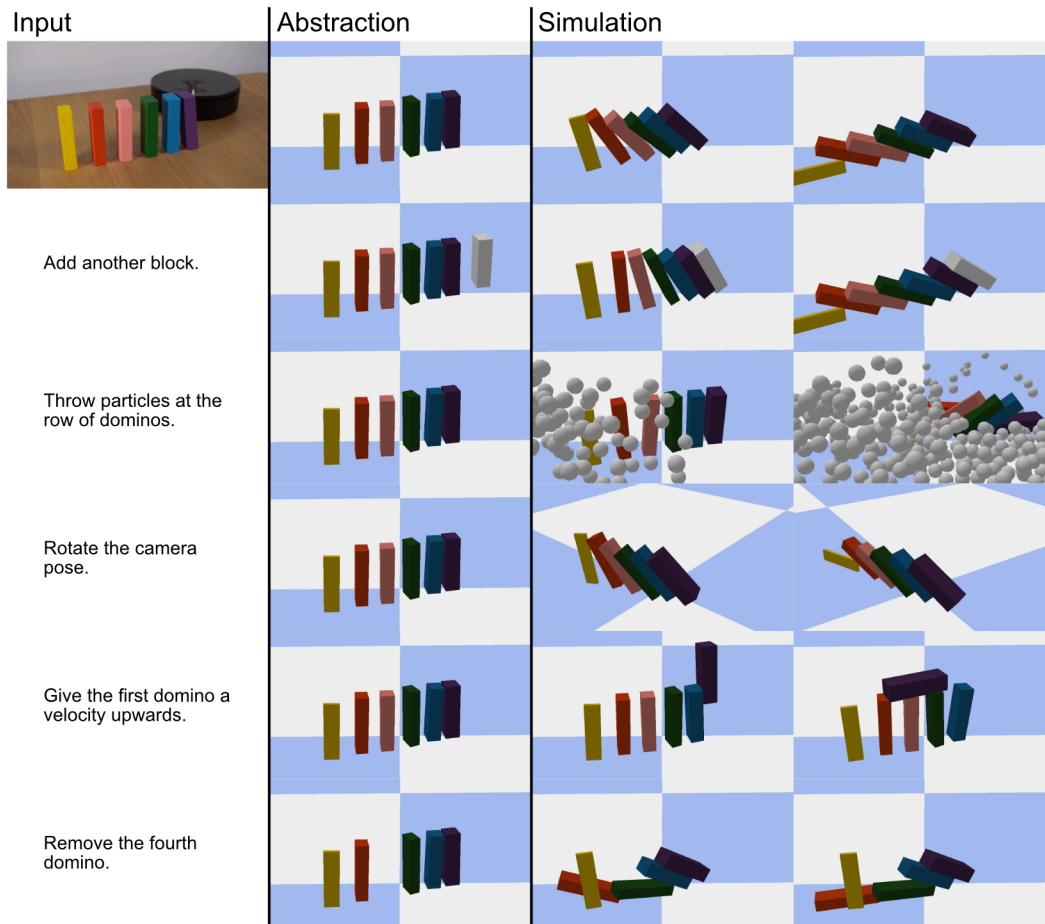 Input
Abstraction
Simulation
Add another block.
Throw particles at the
row of dominos.
Rotate the camera
pose.
Give the first domino a
velocity upwards.
Remove the fourth
domino.